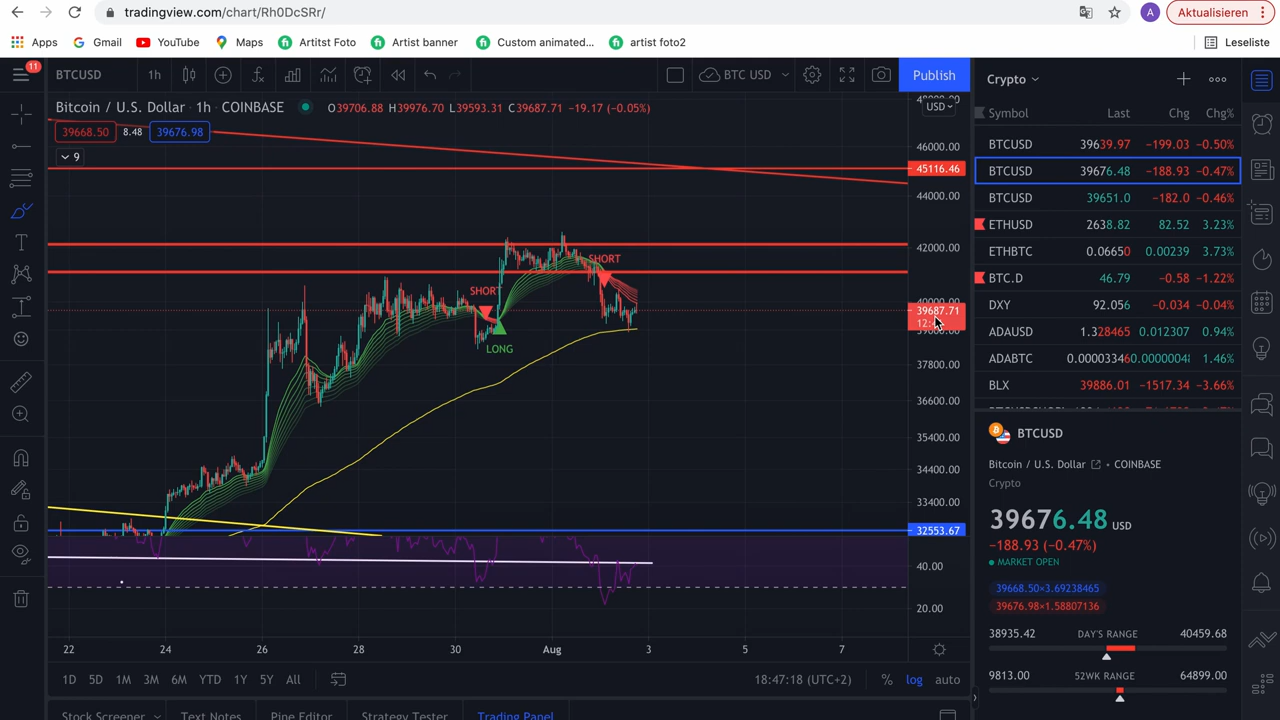 tradingview.com/chart/Rh0DcSRr/
A
Aktualisieren
Apps
Gmail
YouTube
Maps
Artitst Foto
Artist banner
Custom animated...
artist foto2
Leseliste
11
BTCUSD
1h
BTC USD
Publish
Crypto
Bitcoin / U.S. Dollar · 1h · COINBASE
O39706.88 H39976.70 L39593.31 C39687.71 −19.17 (−0.05%)
USD
39668.50
8.48
39676.98
9
46000.00
45116.46
44000.00
42000.00
39687.71
37800.00
36600.00
35400.00
34400.00
33400.00
32553.67
40.00
20.00
SHORT
SHORT
LONG
22
24
26
28
30
Aug
3
5
7
1D
5D
1M
3M
6M
YTD
1Y
5Y
All
18:47:18 (UTC+2)
%
log
auto
Stock Screener
Text Notes
Pine Editor
Strategy Tester
Trading Panel
Symbol Last Chg Chg%
BTCUSD 39639.97 −199.03 −0.50%
BTCUSD 39676.48 −188.93 −0.47%
BTCUSD 39651.0 −182.0 −0.46%
ETHUSD 2638.82 82.52 3.23%
ETHBTC 0.06650 0.00239 3.73%
BTC.D 46.79 −0.58 −1.22%
DXY 92.056 −0.034 −0.04%
ADAUSD 1.328465 0.012307 0.94%
ADABTC 0.00003346 0.00000048 1.46%
BLX 39886.01 −1517.34 −3.66%
BTCUSD
Bitcoin / U.S. Dollar · COINBASE
Crypto
39676.48 USD
−188.93 (−0.47%)
MARKET OPEN
39668.50×3.69238465
39676.98×1.58807136
38935.42 DAY'S RANGE 40459.68
9813.00 52WK RANGE 64899.00